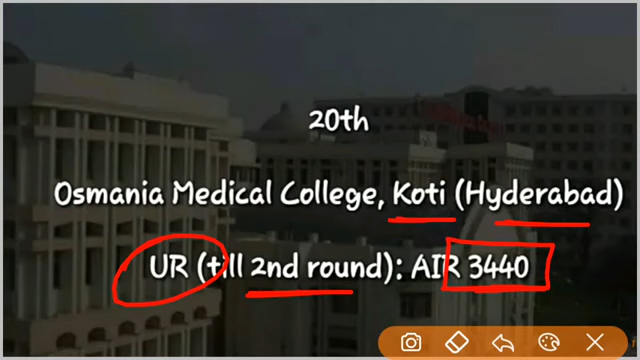 20th
Osmania Medical College, Koti (Hyderabad)
UR (till 2nd round): AIR 3440